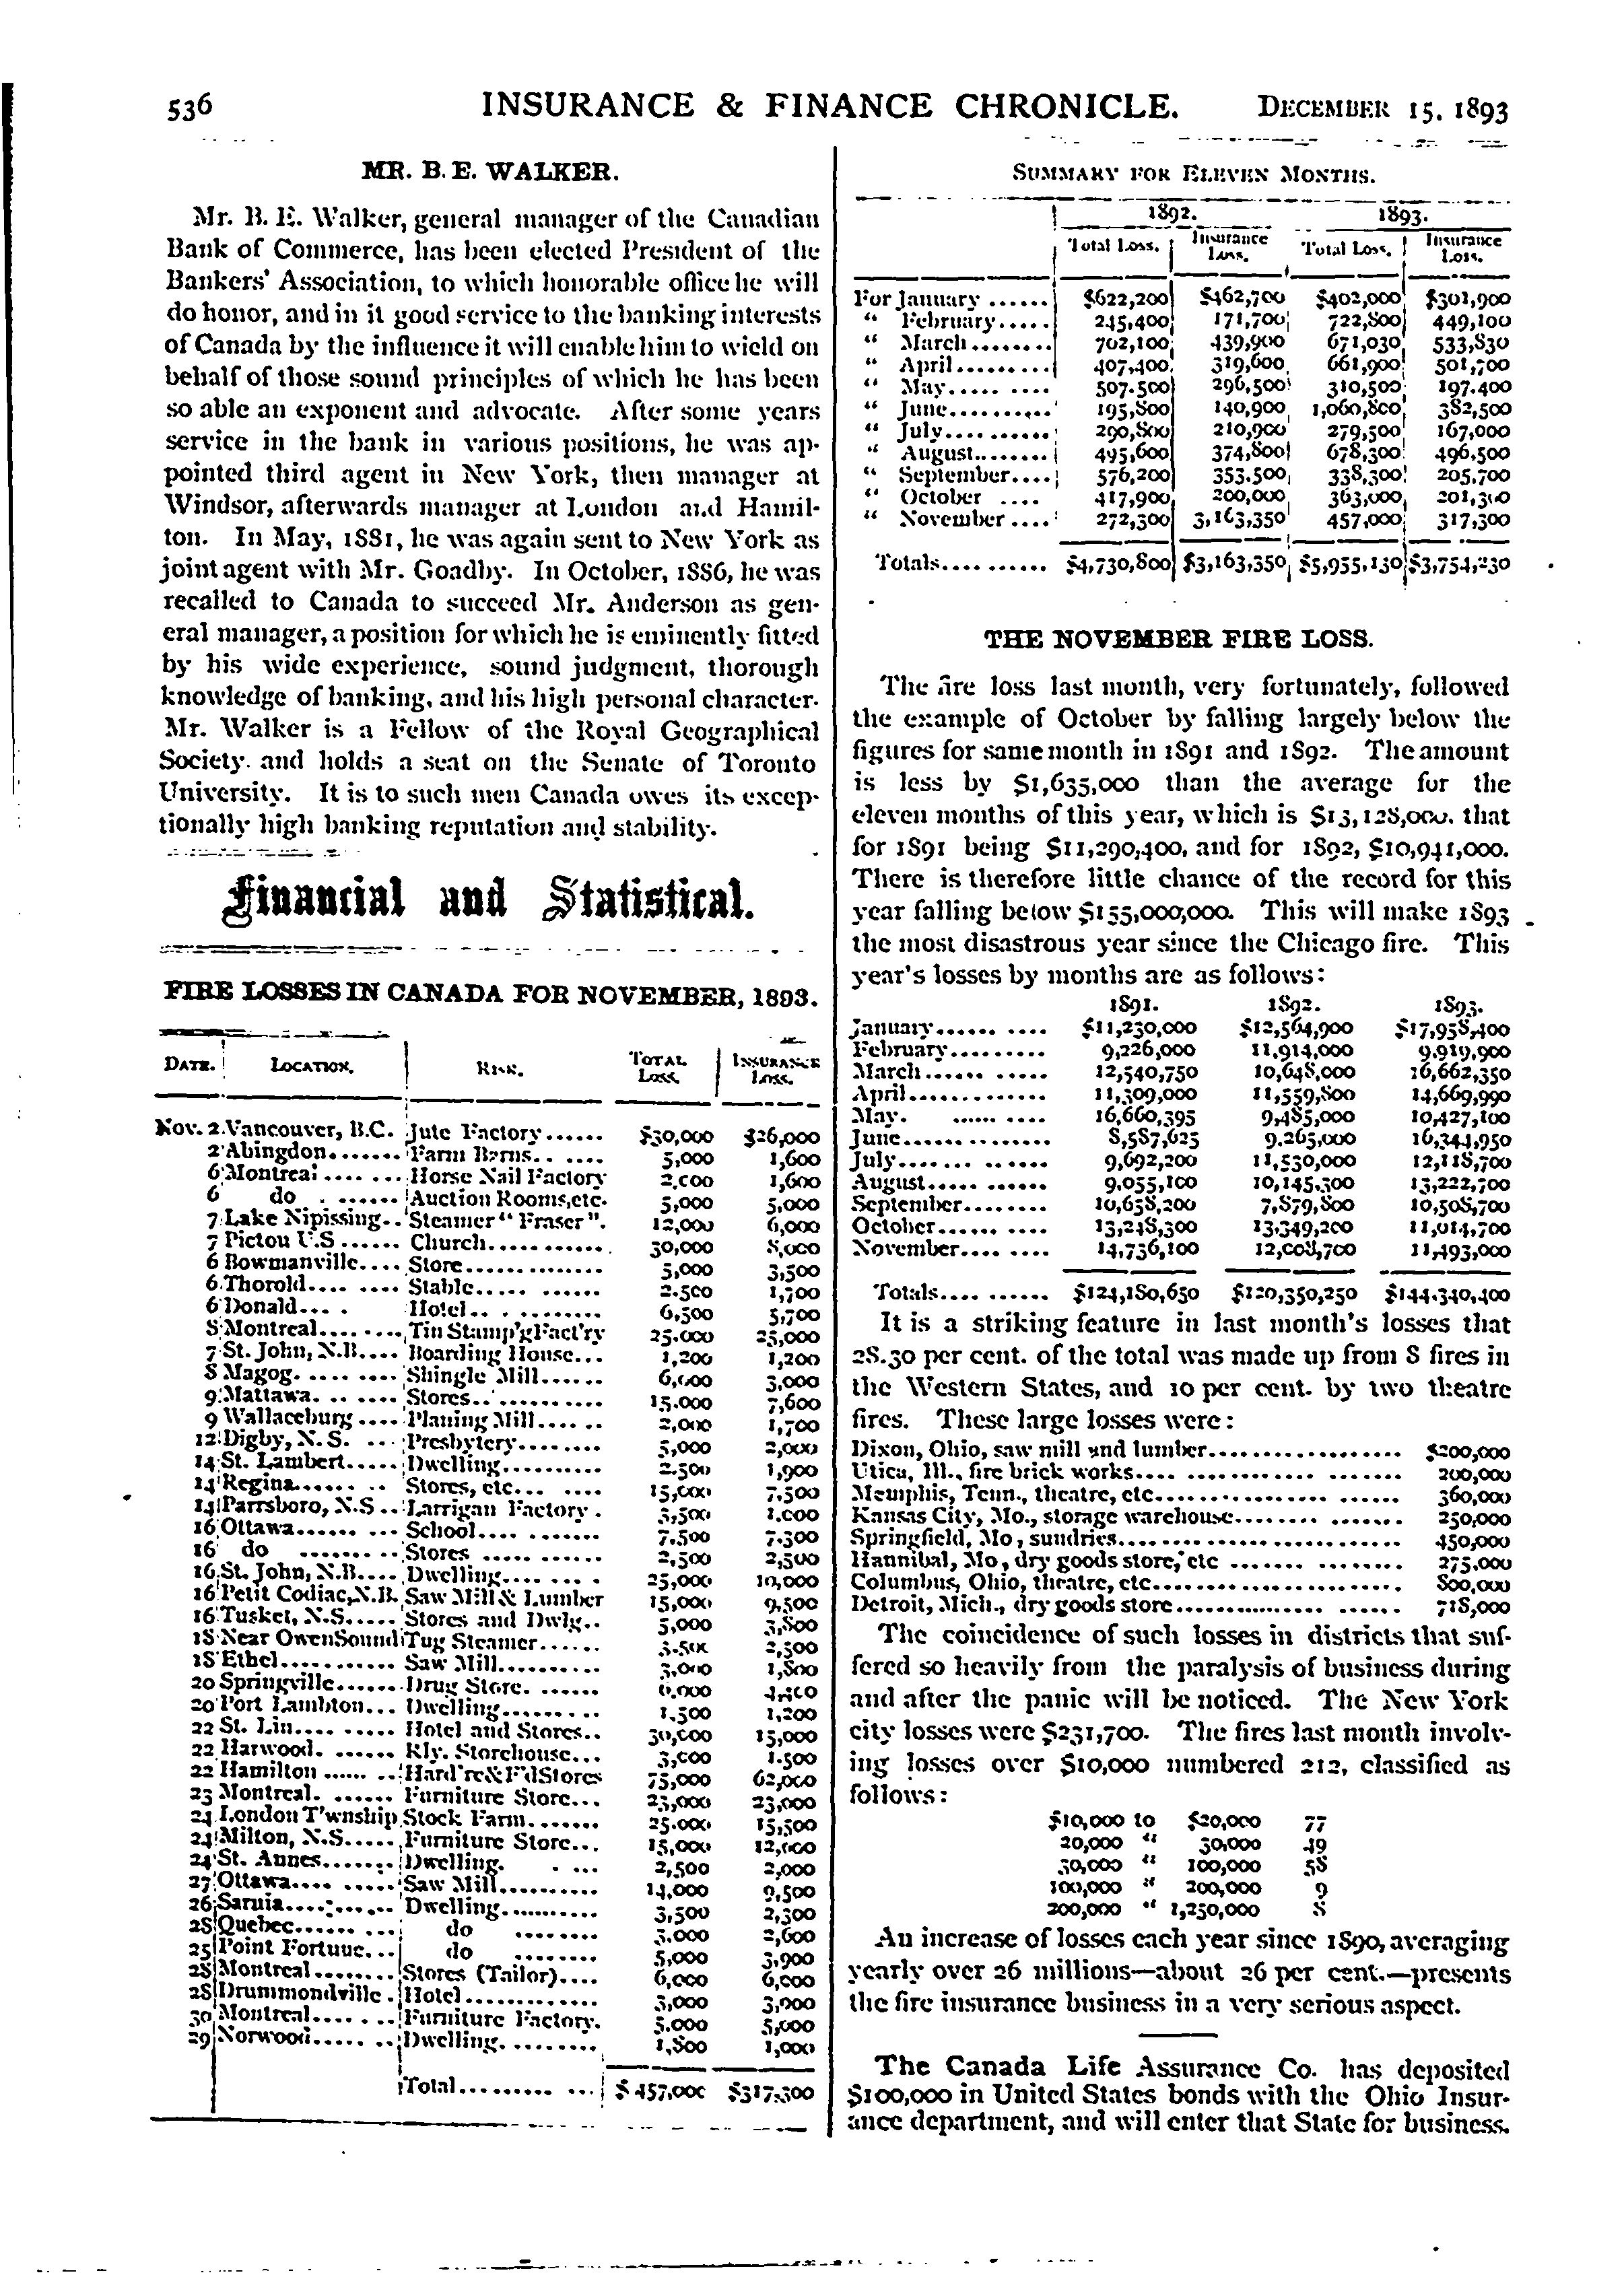 536 INSURANCE & FINANCE CHRONICLE. DECEMBER 15, 1893
MR. B. E. WALKER.
Mr. B. E. Walker, general manager of the Canadian
Bank of Commerce, has been elected President of the
Bankers' Association, to which honorable office he will
do honor, and in it good service to the banking interests
of Canada by the influence it will enable him to wield on
behalf of those sound principles of which he has been
so able an exponent and advocate. After some years
service in the bank in various positions, he was ap-
pointed third agent in New York, then manager at
Windsor, afterwards manager at London and Hamil-
ton. In May, 1881, he was again sent to New York as
joint agent with Mr. Goadby. In October, 1886, he was
recalled to Canada to succeed Mr. Anderson as gen-
eral manager, a position for which he is eminently fitted
by his wide experience, sound judgment, thorough
knowledge of banking, and his high personal character.
Mr. Walker is a Fellow of the Royal Geographical
Society. and holds a seat on the Senate of Toronto
University. It is to such men Canada owes its excep-
tionally high banking reputation and stability.
Financial and Statistical.
FIRE LOSSES IN CANADA FOR NOVEMBER, 1893.
DATE. LOCATION. RISK. TOTAL LOSS. INSURANCE LOSS.
Nov. 2 Vancouver, B.C. Jute Factory...... $30,000 $26,000
2 Abingdon....... Farm Barns...... 5,000 1,600
6 Montreal....... Horse Nail Factory 2,000 1,600
6 do ....... Auction Rooms,etc. 5,000 5,000
7 Lake Nipissing.. Steamer "Fraser". 12,000 6,000
7 Pictou U.S...... Church........... 30,000 8,000
6 Bowmanville.... Store............. 5,000 3,500
6 Thorold........ Stable............ 2,500 1,700
6 Donald.... Hotel........... 6,500 5,700
8 Montreal........ Tin Stamp'g Fact'ry 25,000 25,000
7 St. John, N.B.... Boarding House... 1,200 1,200
8 Magog......... Shingle Mill...... 6,000 3,000
9 Mattawa........ Stores............ 15,000 7,600
9 Wallaceburg.... Planing Mill...... 2,000 1,700
12 Digby, N.S. ... Presbytery........ 5,000 2,000
14 St. Lambert..... Dwelling.......... 2,500 1,900
14 Regina........ Stores, etc....... 15,000 7,500
14 Parrsboro, N.S.. Larrigan Factory. 3,500 1,000
16 Ottawa......... School........... 7,500 7,300
16 do ......... Stores ........... 2,500 2,500
16 St. John, N.B.... Dwelling......... 25,000 10,000
16 Petit Codiac, N.B. Saw Mill & Lumber 15,000 9,500
16 Tusket, N.S..... Stores and Dwlg.. 5,000 3,800
18 Near Owen Sound Tug Steamer...... 3,500 2,500
18 Ethel........... Saw Mill.......... 3,000 1,800
20 Springville...... Drug Store....... 6,000
20 Port Lambton... Dwelling......... 1,500 1,200
22 St. Lin......... Hotel and Stores.. 30,000 15,000
22 Harwood....... Rly. Storehouse... 3,000 1,500
22 Hamilton ...... Hard're & F'd Stores 75,000 62,000
23 Montreal....... Furniture Store... 23,000 23,000
24 London T'wnship Stock Farm....... 25,000 15,500
24 Milton, N.S..... Furniture Store... 15,000 12,000
24 St. Annes....... Dwelling. ... 2,500 2,000
27 Ottawa......... Saw Mill.......... 14,000 9,500
26 Sarnia......... Dwelling.......... 3,500 2,300
28 Quebec......... do ........ 3,000 2,600
25 Point Fortune... do ........ 5,000 3,900
28 Montreal........ Stores (Tailor).... 6,000 6,000
28 Drummondville. Hotel............. 3,000 3,000
30 Montreal....... Furniture Factory. 5,000 5,000
29 Norwood....... Dwelling......... 1,800 1,000
Total............ $457,000 $317,300
SUMMARY FOR ELEVEN MONTHS.
1892. 1893.
Total Loss. Insurance Loss. Total Loss. Insurance Loss.
For January ...... $622,200 $462,700 $402,000 $301,900
" February..... 245,400 171,700 722,800 449,100
" March........ 702,100 439,900 671,030 533,830
" April......... 407,400 319,600 661,900 501,700
" May......... 507,500 296,500 310,500 197,400
" June.......... 195,800 140,900 1,060,800 382,500
" July.......... 290,800 210,900 279,500 167,000
" August........ 495,600 374,800 678,300 496,500
" September.... 576,200 353,500 338,300 205,700
" October .... 417,900 200,000 363,000 201,300
" November.... 272,300 3,163,350 457,000 317,300
Totals.......... $4,730,800 $3,163,350 $5,955,130 $3,754,230
THE NOVEMBER FIRE LOSS.
The fire loss last month, very fortunately, followed
the example of October by falling largely below the
figures for same month in 1891 and 1892. The amount
is less by $1,635,000 than the average for the
eleven months of this year, which is $13,128,000, that
for 1891 being $11,290,400, and for 1892, $10,941,000.
There is therefore little chance of the record for this
year falling below $155,000,000. This will make 1893
the most disastrous year since the Chicago fire. This
year's losses by months are as follows:
1891. 1892. 1893.
January.......... $11,230,000 $12,564,900 $17,958,400
February......... 9,226,000 11,914,000 9,919,900
March........... 12,540,750 10,648,000 16,662,350
April............ 11,309,000 11,559,800 14,669,990
May. .......... 16,660,395 9,485,000 10,427,100
June............. 8,587,625 9,265,000 16,344,950
July............. 9,692,200 11,530,000 12,118,700
August........... 9,055,100 10,145,300 13,222,700
September........ 10,658,200 7,879,800 10,508,700
October.......... 13,248,300 13,349,200 11,014,700
November........ 14,736,100 12,008,700 11,493,000
Totals.......... $124,180,650 $120,350,250 $144,340,400
It is a striking feature in last month's losses that
28.30 per cent. of the total was made up from 8 fires in
the Western States, and 10 per cent. by two theatre
fires. These large losses were:
Dixon, Ohio, saw mill and lumber.................. $200,000
Utica, Ill., fire brick works.... ........... ....... 200,000
Memphis, Tenn., theatre, etc............... ...... 360,000
Kansas City, Mo., storage warehouse........ ....... 250,000
Springfield, Mo, sundries.......................... 450,000
Hannibal, Mo, dry goods store, etc ....... ........ 275,000
Columbus, Ohio, theatre, etc....................... 800,000
Detroit, Mich., dry goods store............... ...... 718,000
The coincidence of such losses in districts that suf-
fered so heavily from the paralysis of business during
and after the panic will be noticed. The New York
city losses were $231,700. The fires last month involv-
ing losses over $10,000 numbered 212, classified as
follows:
$10,000 to $20,000 77
20,000 " 30,000 49
30,000 " 100,000 58
100,000 " 200,000 9
200,000 " 1,250,000 8
An increase of losses each year since 1890, averaging
yearly over 26 millions—about 26 per cent.—presents
the fire insurance business in a very serious aspect.
The Canada Life Assurance Co. has deposited
$100,000 in United States bonds with the Ohio Insur-
ance department, and will enter that State for business.